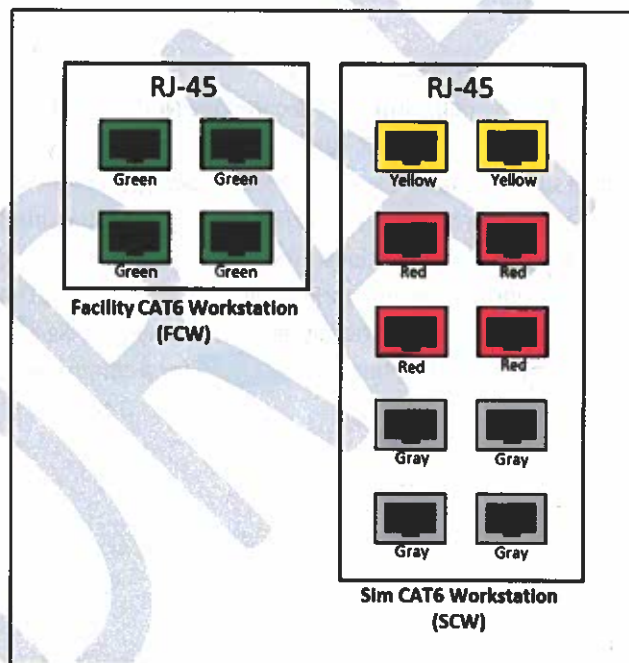 RJ-45
Green Green
Green Green
Facility CAT6 Workstation
(FCW)
RJ-45
Yellow Yellow
Red Red
Red Red
Gray Gray
Gray Gray
Sim CAT6 Workstation
(SCW)